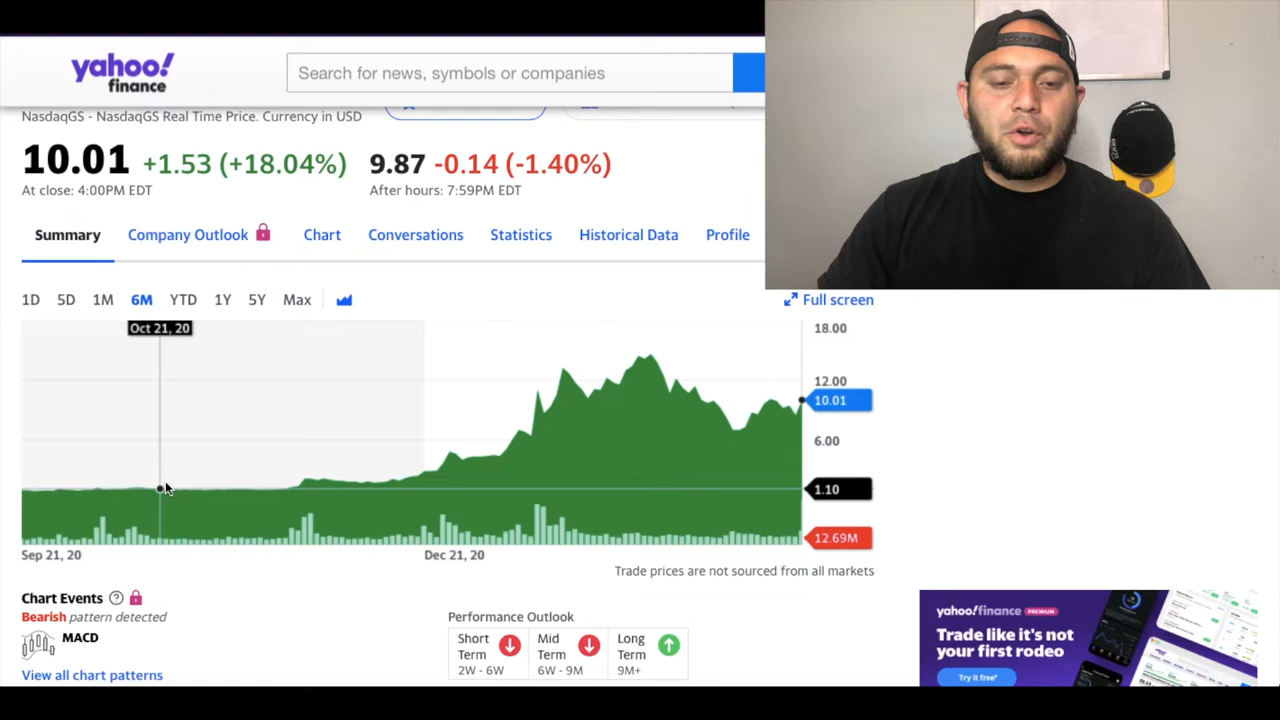 yahoo!
finance
Search for news, symbols or companies
NasdaqGS - NasdaqGS Real Time Price. Currency in USD
10.01 +1.53 (+18.04%) 9.87 -0.14 (-1.40%)
At close: 4:00PM EDT After hours: 7:59PM EDT
Summary Company Outlook Chart Conversations Statistics Historical Data Profile
1D 5D 1M 6M YTD 1Y 5Y Max Full screen
Oct 21, 20
18.00
12.00
10.01
6.00
1.10
12.69M
Sep 21, 20 Dec 21, 20
Trade prices are not sourced from all markets
Chart Events ?
Bearish pattern detected
MACD
View all chart patterns
Performance Outlook
Short Term 2W - 6W
Mid Term 6W - 9M
Long Term 9M+
yahoo!finance PREMIUM
Trade like it's not
your first rodeo
Try it free*